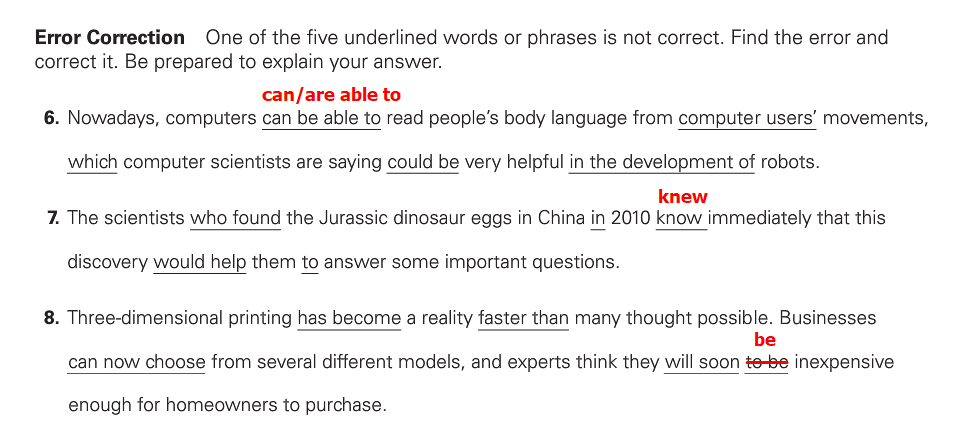 Error Correction One of the five underlined words or phrases is not correct. Find the error and
correct it. Be prepared to explain your answer.
can/are able to
6. Nowadays, computers can be able to read people's body language from computer users' movements,
which computer scientists are saying could be very helpful in the development of robots.
knew
7. The scientists who found the Jurassic dinosaur eggs in China in 2010 know immediately that this
discovery would help them to answer some important questions.
8. Three-dimensional printing has become a reality faster than many thought possible. Businesses
be
can now choose from several different models, and experts think they will soon to be inexpensive
enough for homeowners to purchase.